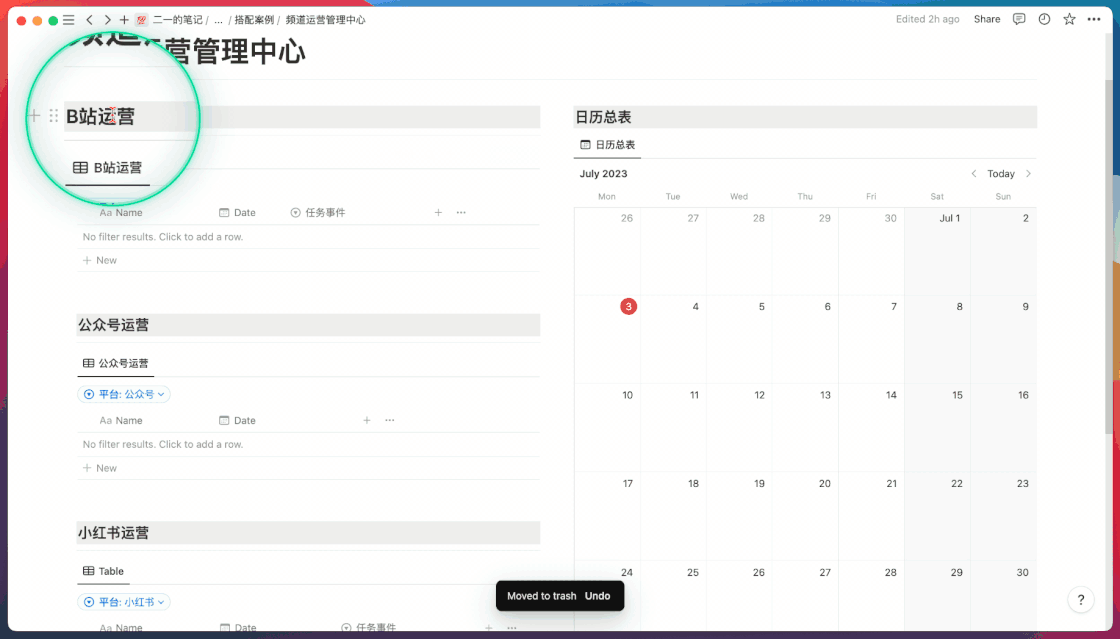 二一的笔记 / ... / 搭配案例 / 频道运营管理中心
Edited 2h ago Share
频道运营管理中心
B站运营
B站运营
Aa Name Date 任务事件
No filter results. Click to add a row.
+ New
公众号运营
公众号运营
平台: 公众号
Aa Name Date
No filter results. Click to add a row.
+ New
小红书运营
Table
平台: 小红书
Aa Name Date 任务事件
日历总表
日历总表
July 2023 Today
Mon Tue Wed Thu Fri Sat Sun
26 27 28 29 30 Jul 1 2
3 4 5 6 7 8 9
10 11 12 13 14 15 16
17 18 19 20 21 22 23
24 25 26 27 28 29 30
Moved to trash Undo
?